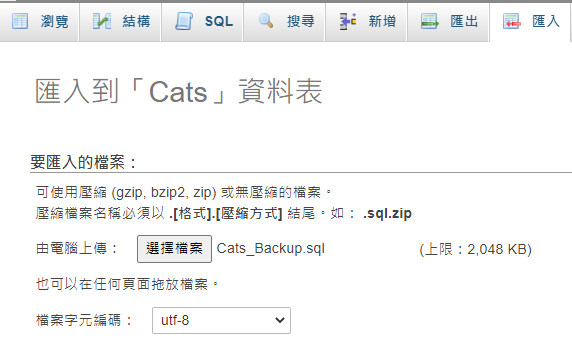 瀏覽 結構 SQL 搜尋 新增 匯出 匯入
匯入到「Cats」資料表
要匯入的檔案：
可使用壓縮 (gzip, bzip2, zip) 或無壓縮的檔案。
壓縮檔案名稱必須以 .[格式].[壓縮方式] 結尾。如： .sql.zip
由電腦上傳： 選擇檔案 Cats_Backup.sql (上限：2,048 KB)
也可以在任何頁面拖放檔案。
檔案字元編碼： utf-8